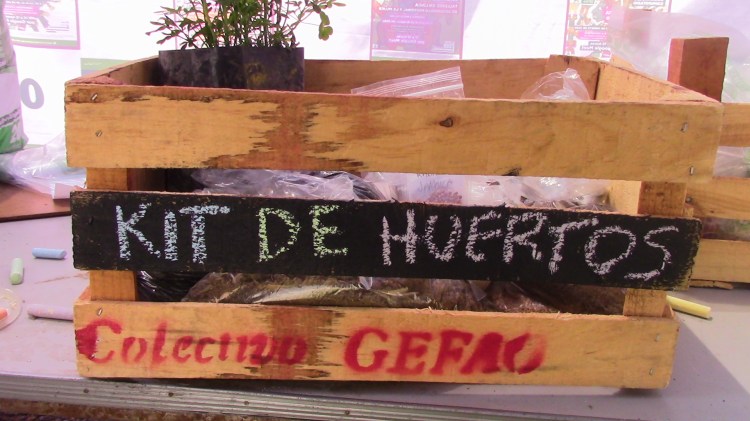 KIT DE HUERTOS
Colectivo GEFAO